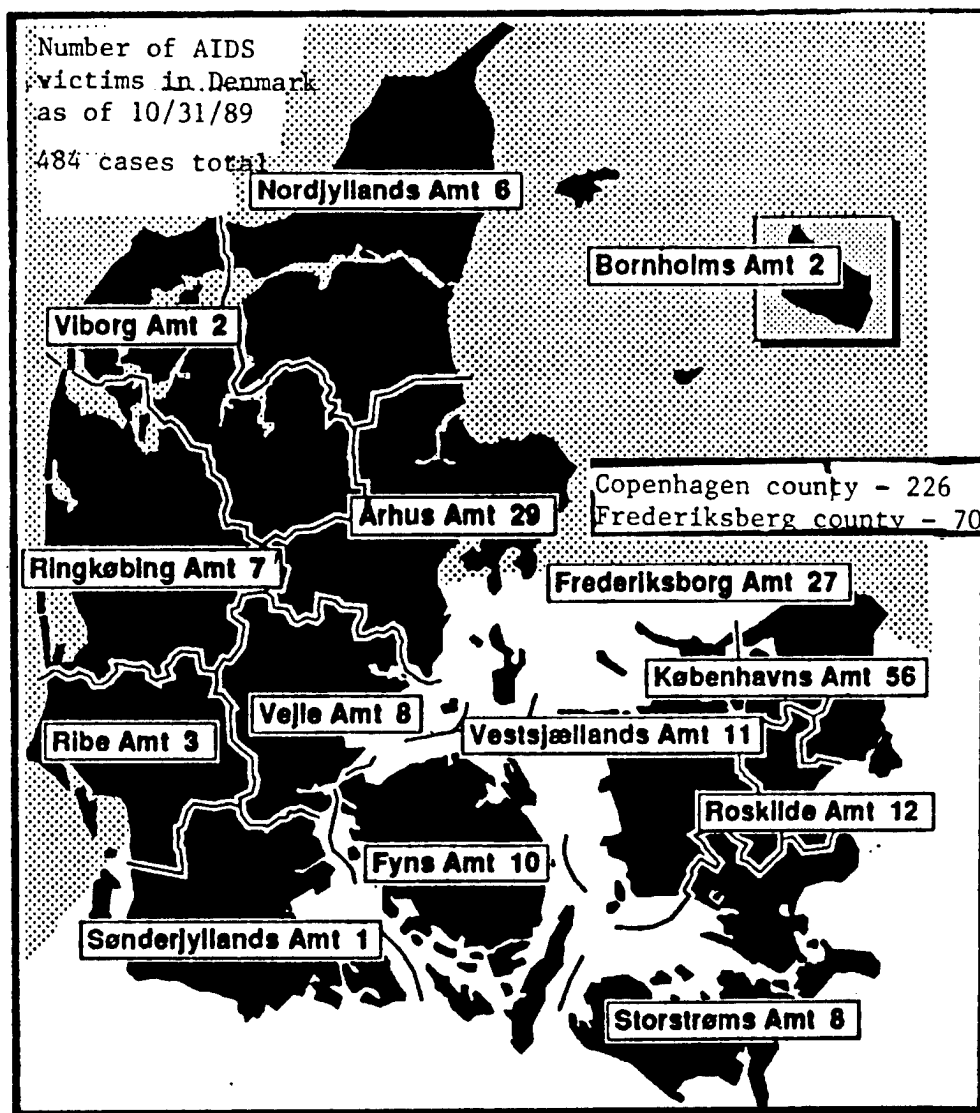 Number of AIDS
victims in Denmark
as of 10/31/89
484 cases total
Nordjyllands Amt 6
Bornholms Amt 2
Viborg Amt 2
Copenhagen county - 226
Frederiksberg county - 70
Århus Amt 29
Ringkøbing Amt 7
Frederiksborg Amt 27
Københavns Amt 56
Vejle Amt 8
Ribe Amt 3
Vestsjællands Amt 11
Roskilde Amt 12
Fyns Amt 10
Sønderjyllands Amt 1
Storstrøms Amt 8